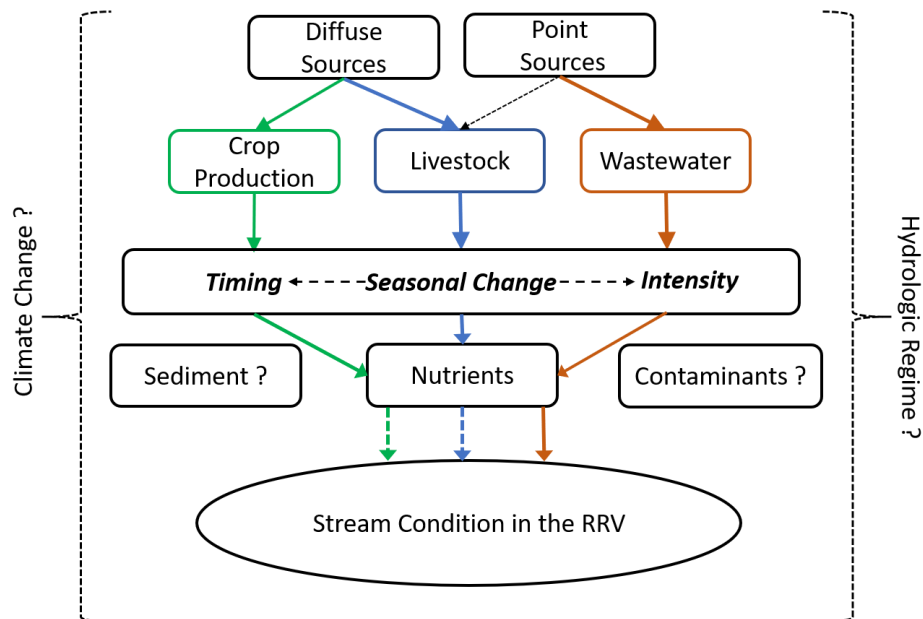 Diffuse
Sources
Point
Sources
Crop
Production
Livestock
Wastewater
Timing
Seasonal Change
Intensity
Sediment ?
Nutrients
Contaminants ?
Stream Condition in the RRV
Climate Change ?
Hydrologic Regime ?